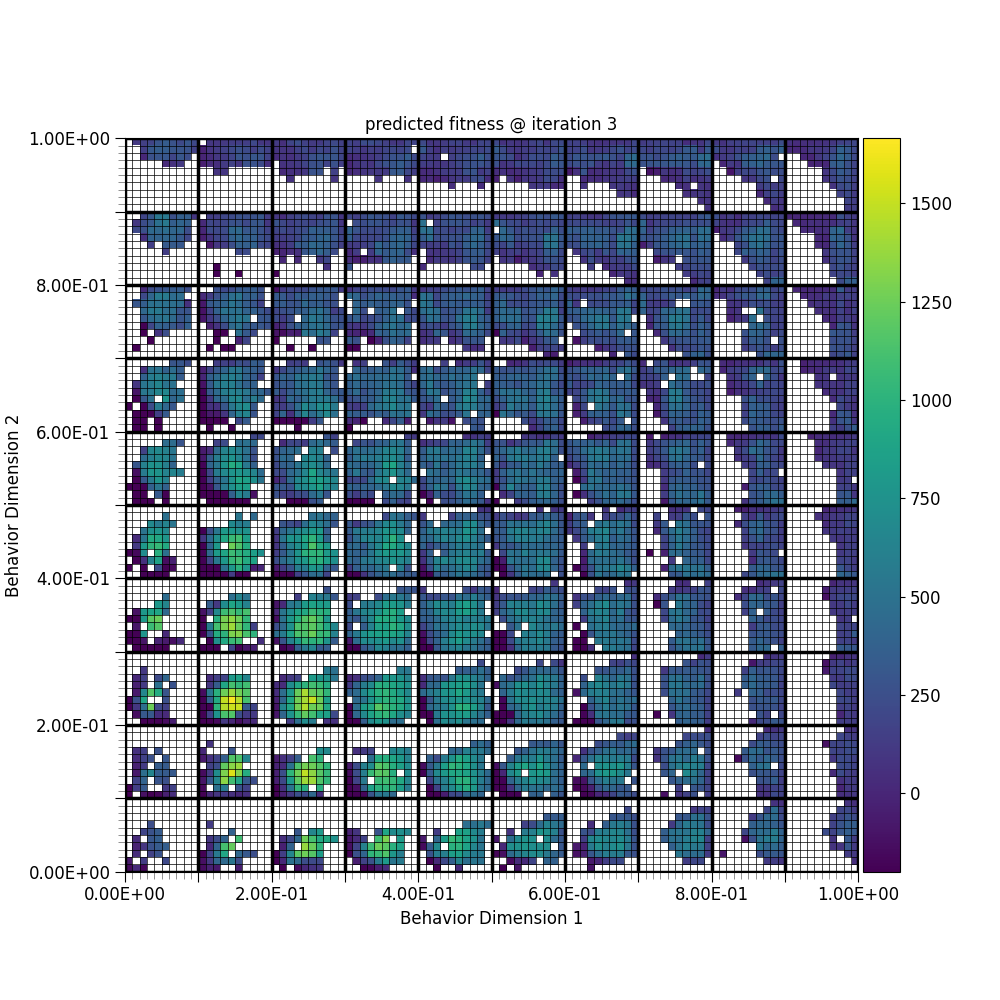 predicted fitness @ iteration 3
1.00E+00
8.00E-01
6.00E-01
4.00E-01
2.00E-01
0.00E+00
Behavior Dimension 2
0.00E+00 2.00E-01 4.00E-01 6.00E-01 8.00E-01 1.00E+00
Behavior Dimension 1
1500
1250
1000
750
500
250
0